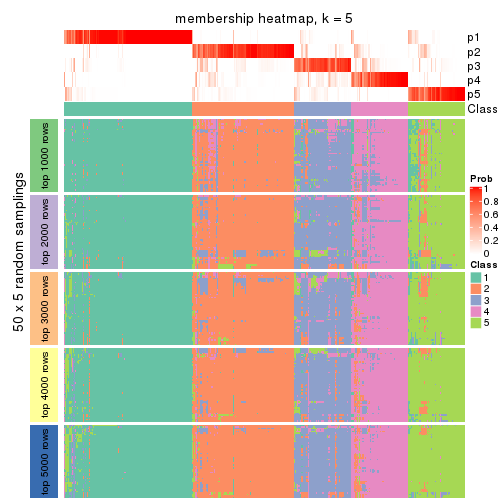 membership heatmap, k = 5
p1
p2
p3
p4
p5
Class
50 x 5 random samplings
top 1000 rows
top 2000 rows
top 3000 rows
top 4000 rows
top 5000 rows
Prob
1
0.8
0.6
0.4
0.2
0
Class
1
2
3
4
5